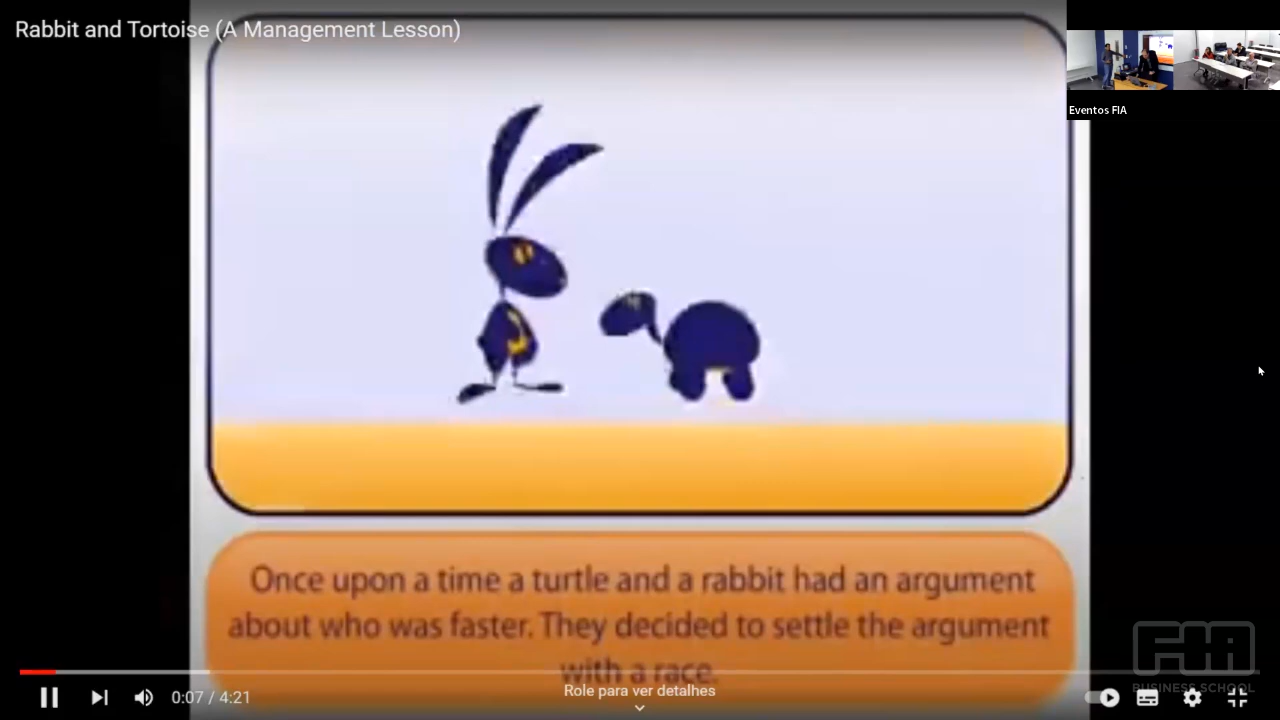 Rabbit and Tortoise (A Management Lesson)
Eventos FIA
Once upon a time a turtle and a rabbit had an argument
about who was faster. They decided to settle the argument
with a race.
Role para ver detalhes
0:07 / 4:21
FIA
BUSINESS SCHOOL